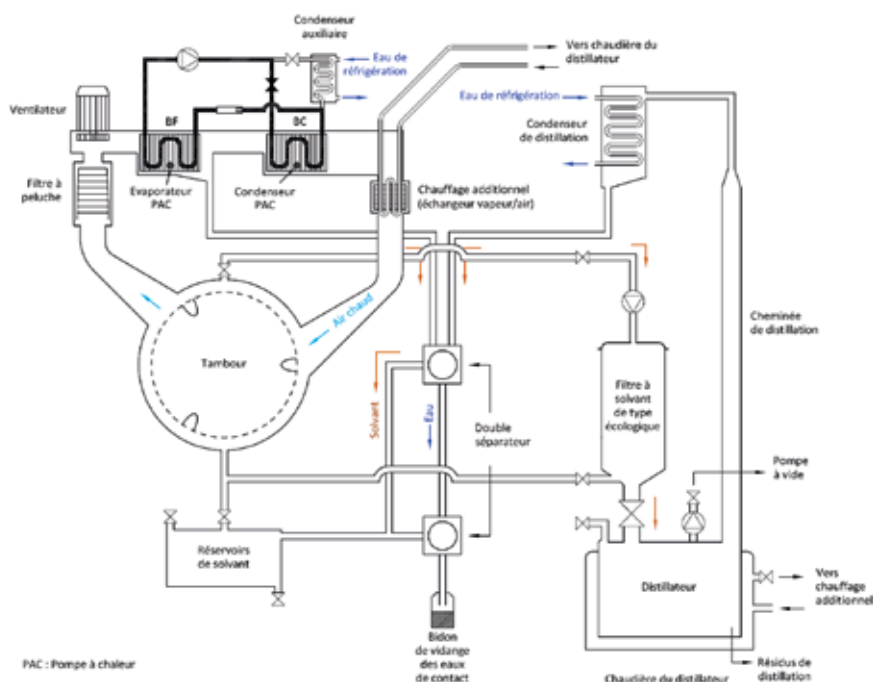 Condenseur
auxiliaire
Eau de
réfrigération
Vers chaudière du
distillateur
Ventilateur
BF
BC
Eau de réfrigération
Condenseur
de distillation
Filtre à
peluche
Evaporateur
PAC
Condenseur
PAC
Chauffage additionnel
(échangeur vapeur/air)
Air chaud
Cheminée
de distillation
Tambour
Solvant
Eau
Filtre à
solvant
de type
écologique
Double
séparateur
Pompe
à vide
Réservoirs
de solvant
Distillateur
Vers
chauffage
additionnel
Bidon
de vidange
des eaux
de contact
PAC : Pompe à chaleur
Chaudière du distillateur
Résidus de
distillation